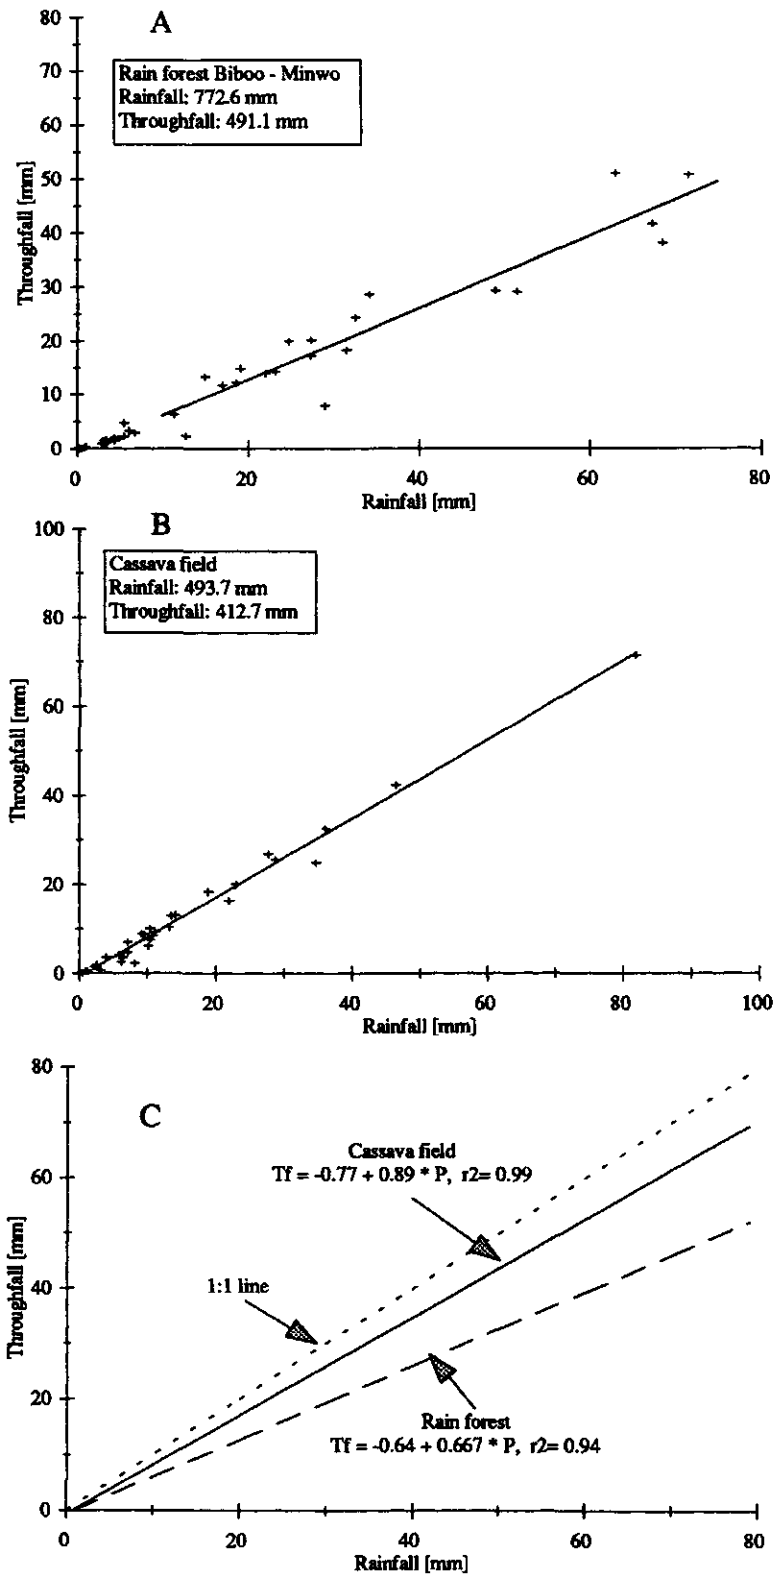 A
80
Rain forest Biboo - Minwo
Rainfall: 772.6 mm
Throughfall: 491.1 mm
70
60
50
40
30
20
10
0
Throughfall [mm]
0 20 40 60 80
Rainfall [mm]
B
100
Cassava field
Rainfall: 493.7 mm
Throughfall: 412.7 mm
80
60
40
20
0
Throughfall [mm]
0 20 40 60 80 100
Rainfall [mm]
80
C
Cassava field
Tf = -0.77 + 0.89 * P, r2= 0.99
60
1:1 line
40
Rain forest
Tf = -0.64 + 0.667 * P, r2= 0.94
20
0
Throughfall [mm]
0 20 40 60 80
Rainfall [mm]